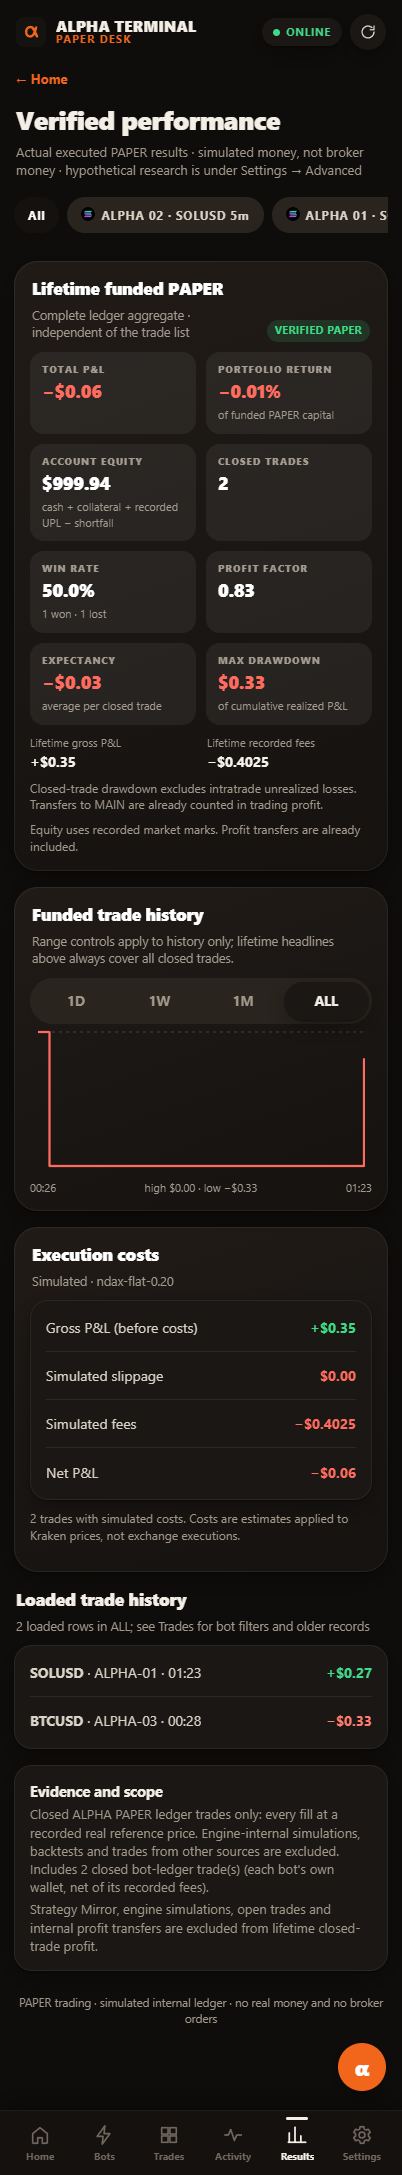 α
ALPHA TERMINAL
PAPER DESK
ONLINE
← Home
Verified performance
Actual executed PAPER results · simulated money, not broker
money · hypothetical research is under Settings → Advanced
All
ALPHA 02 · SOLUSD 5m
ALPHA 01 · S
Lifetime funded PAPER
Complete ledger aggregate ·
independent of the trade list
VERIFIED PAPER
TOTAL P&L
−$0.06
PORTFOLIO RETURN
−0.01%
of funded PAPER capital
ACCOUNT EQUITY
$999.94
cash + collateral + recorded
UPL − shortfall
CLOSED TRADES
2
WIN RATE
50.0%
1 won · 1 lost
PROFIT FACTOR
0.83
EXPECTANCY
−$0.03
average per closed trade
MAX DRAWDOWN
$0.33
of cumulative realized P&L
Lifetime gross P&L
+$0.35
Lifetime recorded fees
−$0.4025
Closed-trade drawdown excludes intratrade unrealized losses.
Transfers to MAIN are already counted in trading profit.
Equity uses recorded market marks. Profit transfers are already
included.
Funded trade history
Range controls apply to history only; lifetime headlines
above always cover all closed trades.
1D
1W
1M
ALL
00:26
high $0.00 · low −$0.33
01:23
Execution costs
Simulated · ndax-flat-0.20
Gross P&L (before costs)
+$0.35
Simulated slippage
$0.00
Simulated fees
−$0.4025
Net P&L
−$0.06
2 trades with simulated costs. Costs are estimates applied to
Kraken prices, not exchange executions.
Loaded trade history
2 loaded rows in ALL; see Trades for bot filters and older records
SOLUSD · ALPHA-01 · 01:23
+$0.27
BTCUSD · ALPHA-03 · 00:28
−$0.33
Evidence and scope
Closed ALPHA PAPER ledger trades only: every fill at a
recorded real reference price. Engine-internal simulations,
backtests and trades from other sources are excluded.
Includes 2 closed bot-ledger trade(s) (each bot's own
wallet, net of its recorded fees).
Strategy Mirror, engine simulations, open trades and
internal profit transfers are excluded from lifetime closed-
trade profit.
PAPER trading · simulated internal ledger · no real money and no broker
orders
α
Home
Bots
Trades
Activity
Results
Settings